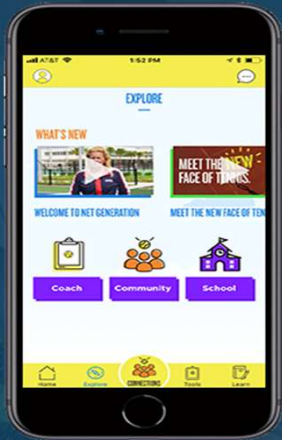 AT&T 1:52 PM
EXPLORE
WHAT'S NEW
MEET THE NEW
FACE OF TENNIS.
WELCOME TO NET GENERATION
MEET THE NEW FACE OF TEN
Coach
Community
School
Home
Explore
CONNECTIONS
Tools
Learn